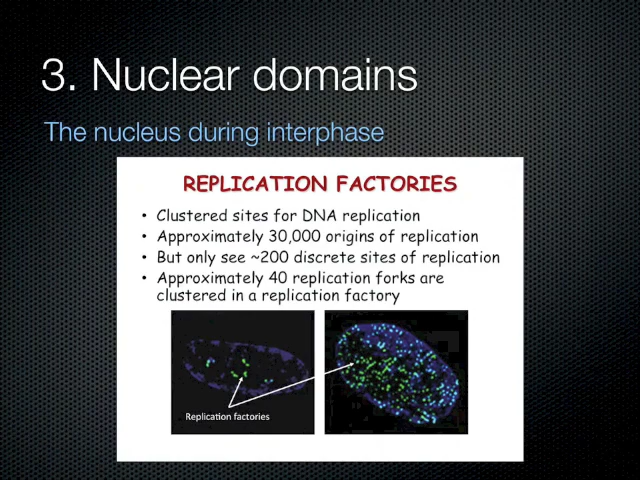 3. Nuclear domains
The nucleus during interphase
REPLICATION FACTORIES
• Clustered sites for DNA replication
• Approximately 30,000 origins of replication
• But only see ~200 discrete sites of replication
• Approximately 40 replication forks are
clustered in a replication factory
Replication factories